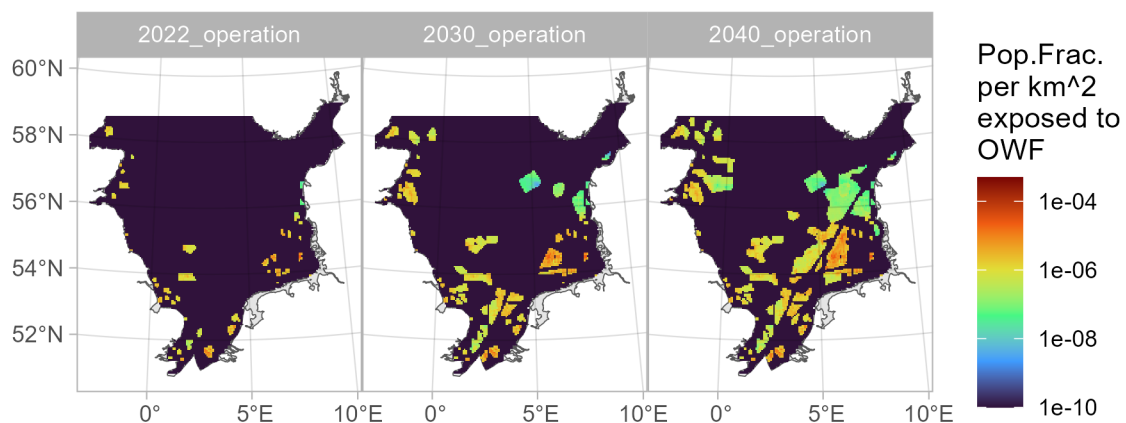 2022_operation 2030_operation 2040_operation
60°N
58°N
56°N
54°N
52°N
0° 5°E 10°E 0° 5°E 10°E 0° 5°E 10°E
Pop.Frac.
per km^2
exposed to
OWF
1e-04
1e-06
1e-08
1e-10